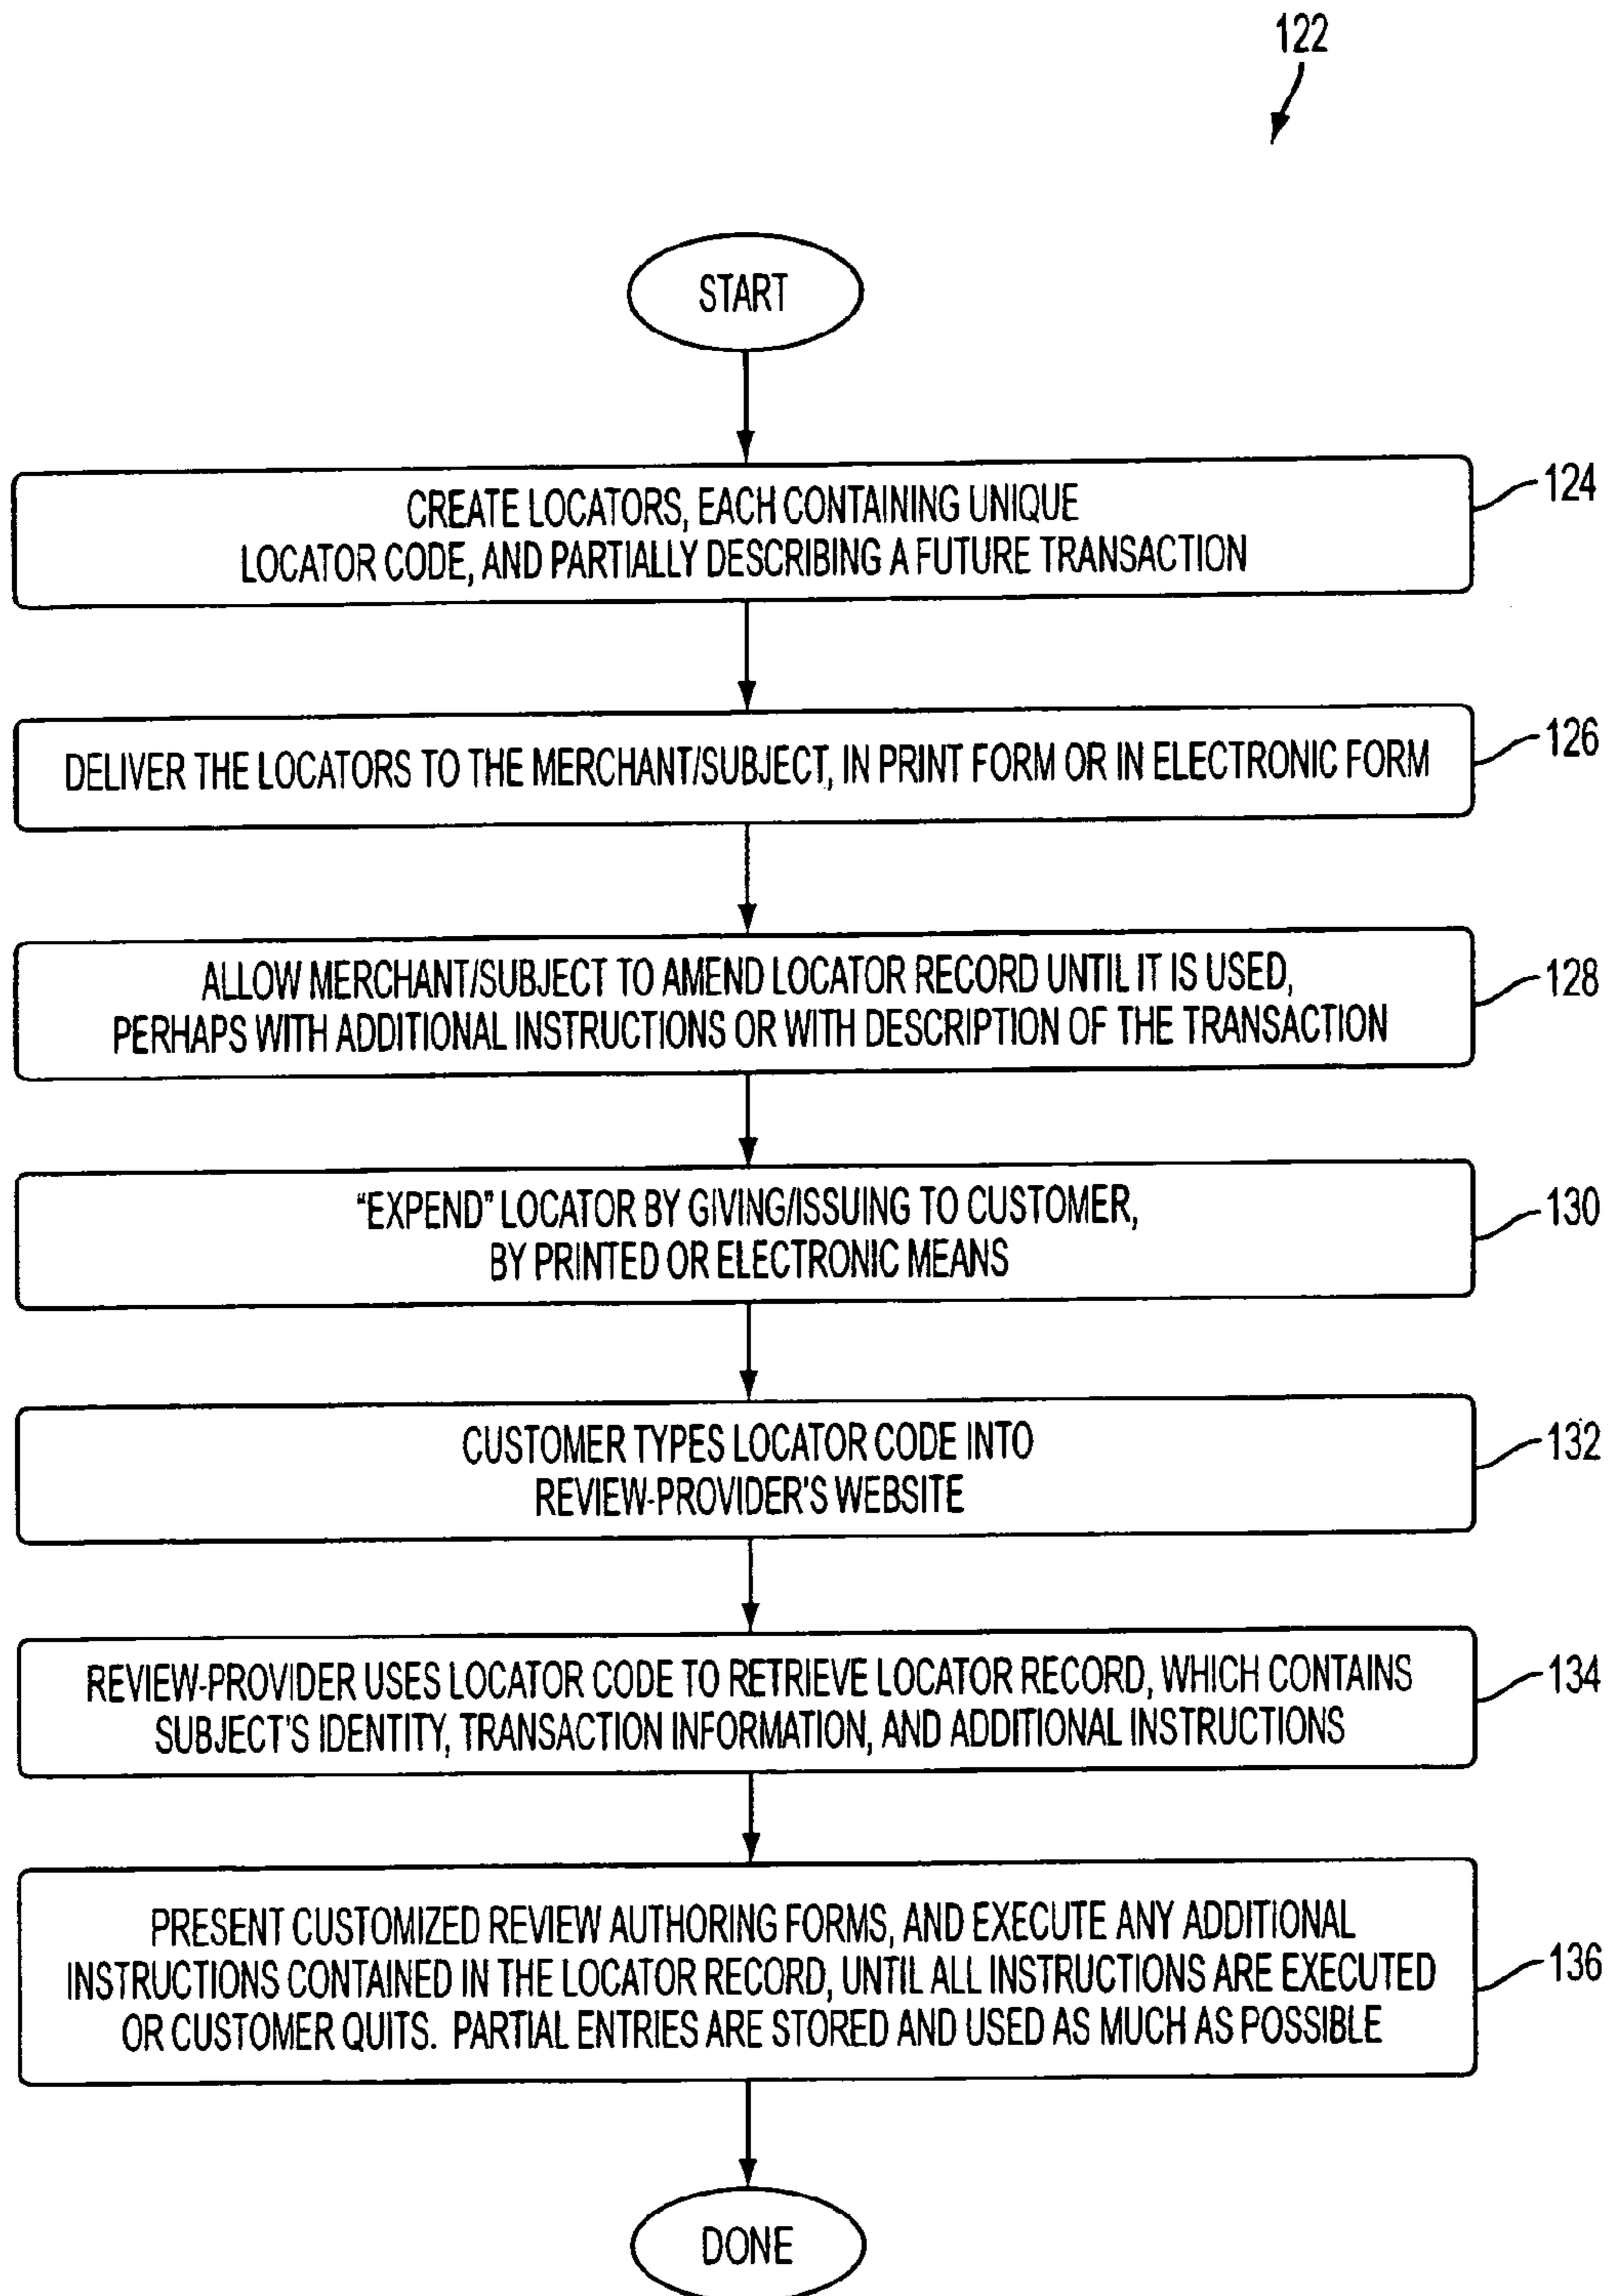 122
START
CREATE LOCATORS, EACH CONTAINING UNIQUE
LOCATOR CODE, AND PARTIALLY DESCRIBING A FUTURE TRANSACTION
124
DELIVER THE LOCATORS TO THE MERCHANT/SUBJECT, IN PRINT FORM OR IN ELECTRONIC FORM
126
ALLOW MERCHANT/SUBJECT TO AMEND LOCATOR RECORD UNTIL IT IS USED,
PERHAPS WITH ADDITIONAL INSTRUCTIONS OR WITH DESCRIPTION OF THE TRANSACTION
128
“EXPEND” LOCATOR BY GIVING/ISSUING TO CUSTOMER,
BY PRINTED OR ELECTRONIC MEANS
130
CUSTOMER TYPES LOCATOR CODE INTO
REVIEW-PROVIDER'S WEBSITE
132
REVIEW-PROVIDER USES LOCATOR CODE TO RETRIEVE LOCATOR RECORD, WHICH CONTAINS
SUBJECT'S IDENTITY, TRANSACTION INFORMATION, AND ADDITIONAL INSTRUCTIONS
134
PRESENT CUSTOMIZED REVIEW AUTHORING FORMS, AND EXECUTE ANY ADDITIONAL
INSTRUCTIONS CONTAINED IN THE LOCATOR RECORD, UNTIL ALL INSTRUCTIONS ARE EXECUTED
OR CUSTOMER QUITS. PARTIAL ENTRIES ARE STORED AND USED AS MUCH AS POSSIBLE
136
DONE